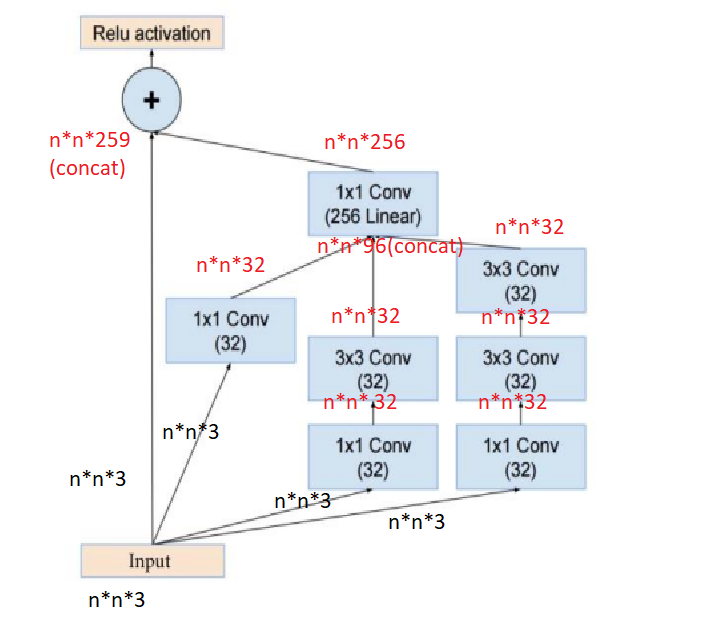 Relu activation
+
n*n*259
(concat)
n*n*256
1x1 Conv
(256 Linear)
n*n*32
n*n*96(concat)
n*n*32
3x3 Conv
(32)
1x1 Conv
(32)
n*n*32
n*n*32
3x3 Conv
(32)
3x3 Conv
(32)
n*n*32
n*n*32
n*n*3
1x1 Conv
(32)
1x1 Conv
(32)
n*n*3
n*n*3
n*n*3
Input
n*n*3